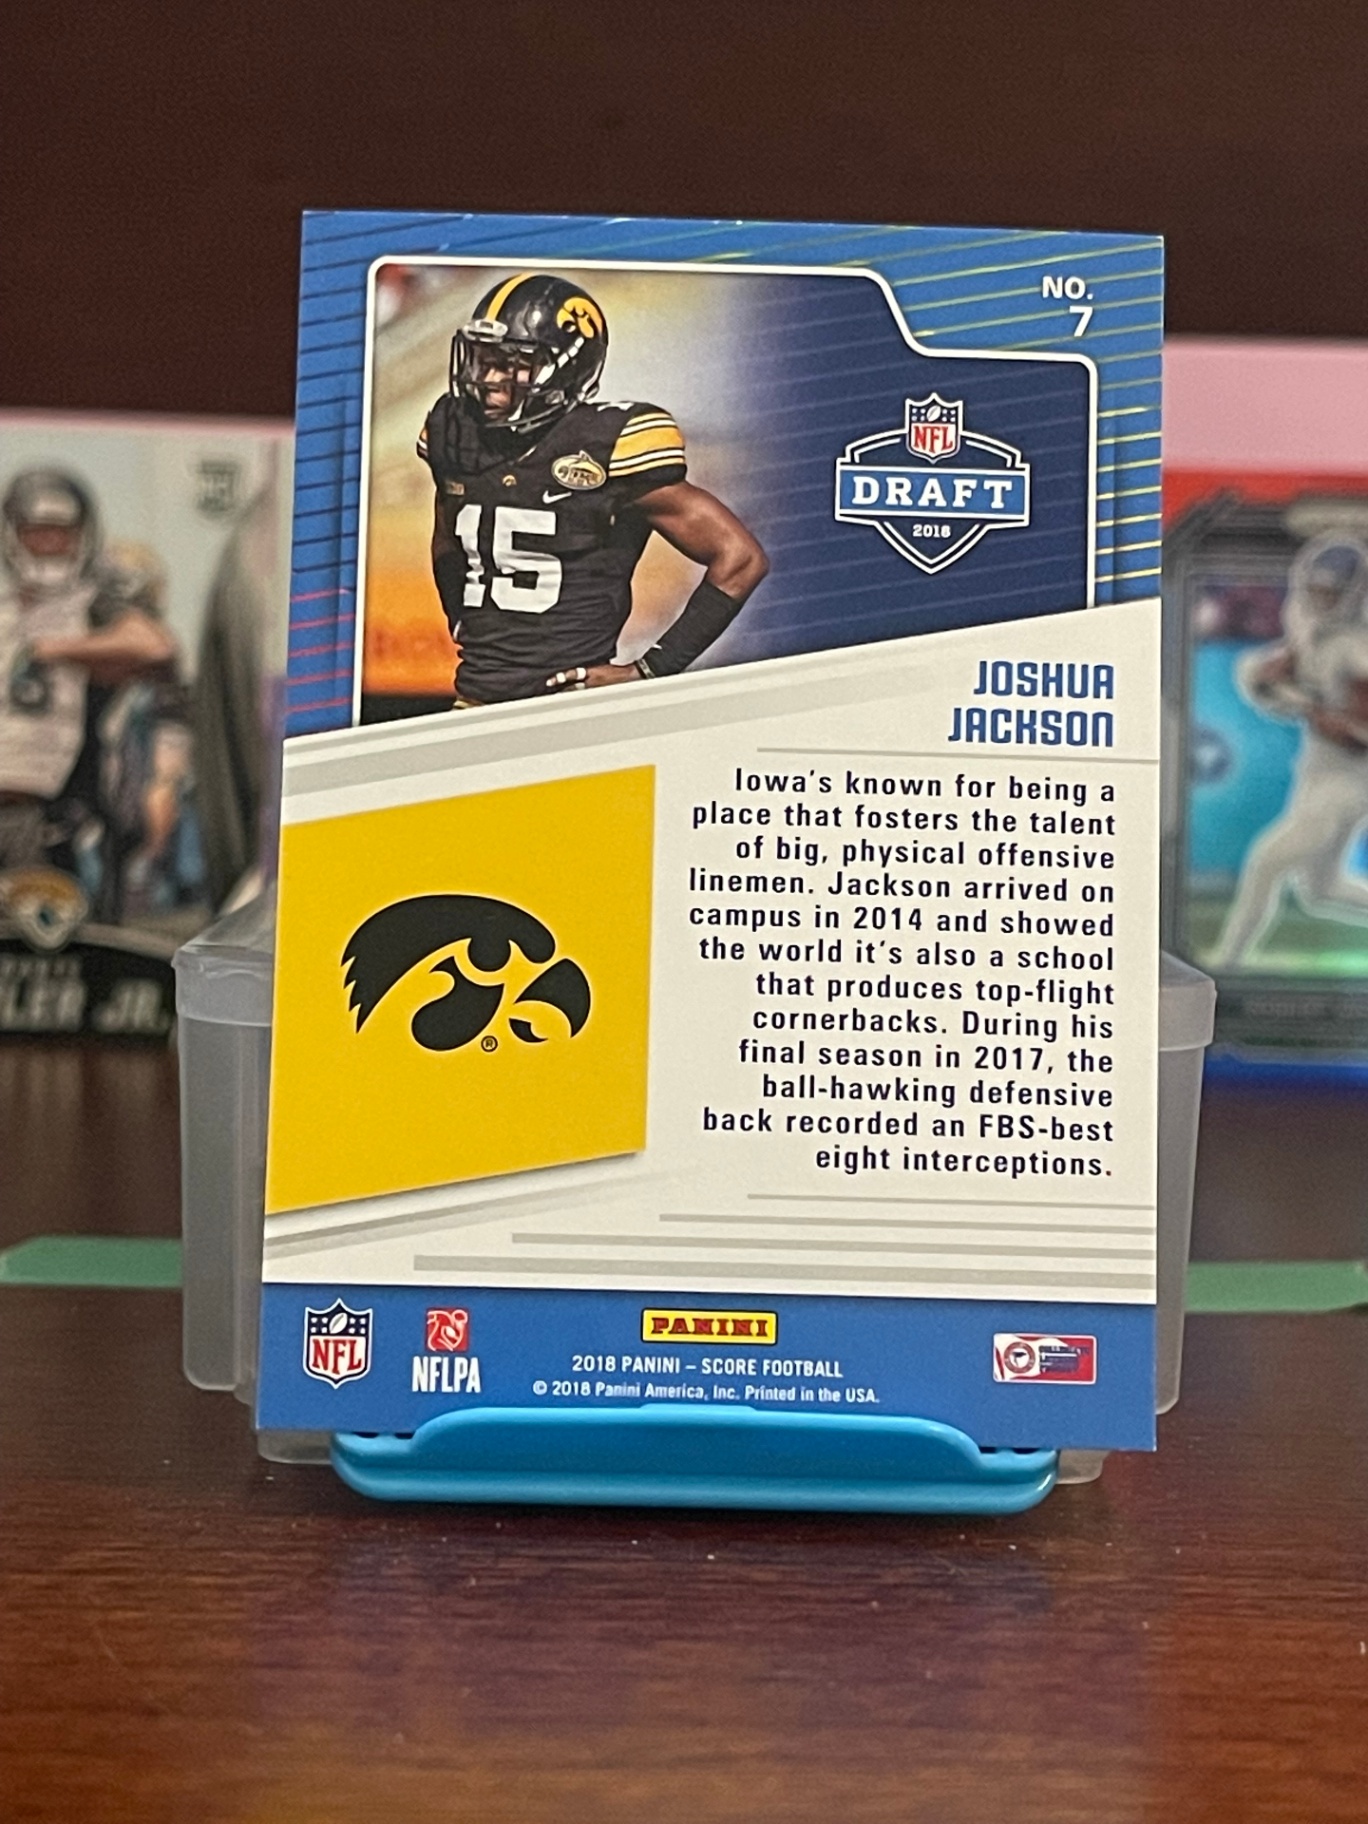 NO.
7
NFL
DRAFT
2018
15
JOSHUA
JACKSON
Iowa's known for being a
place that fosters the talent
of big, physical offensive
linemen. Jackson arrived on
campus in 2014 and showed
the world it's also a school
that produces top-flight
cornerbacks. During his
final season in 2017, the
ball-hawking defensive
back recorded an FBS-best
eight interceptions.
®
NFL
NFLPA
PANINI
2018 PANINI – SCORE FOOTBALL
© 2018 Panini America, Inc. Printed in the USA.
LER JR.